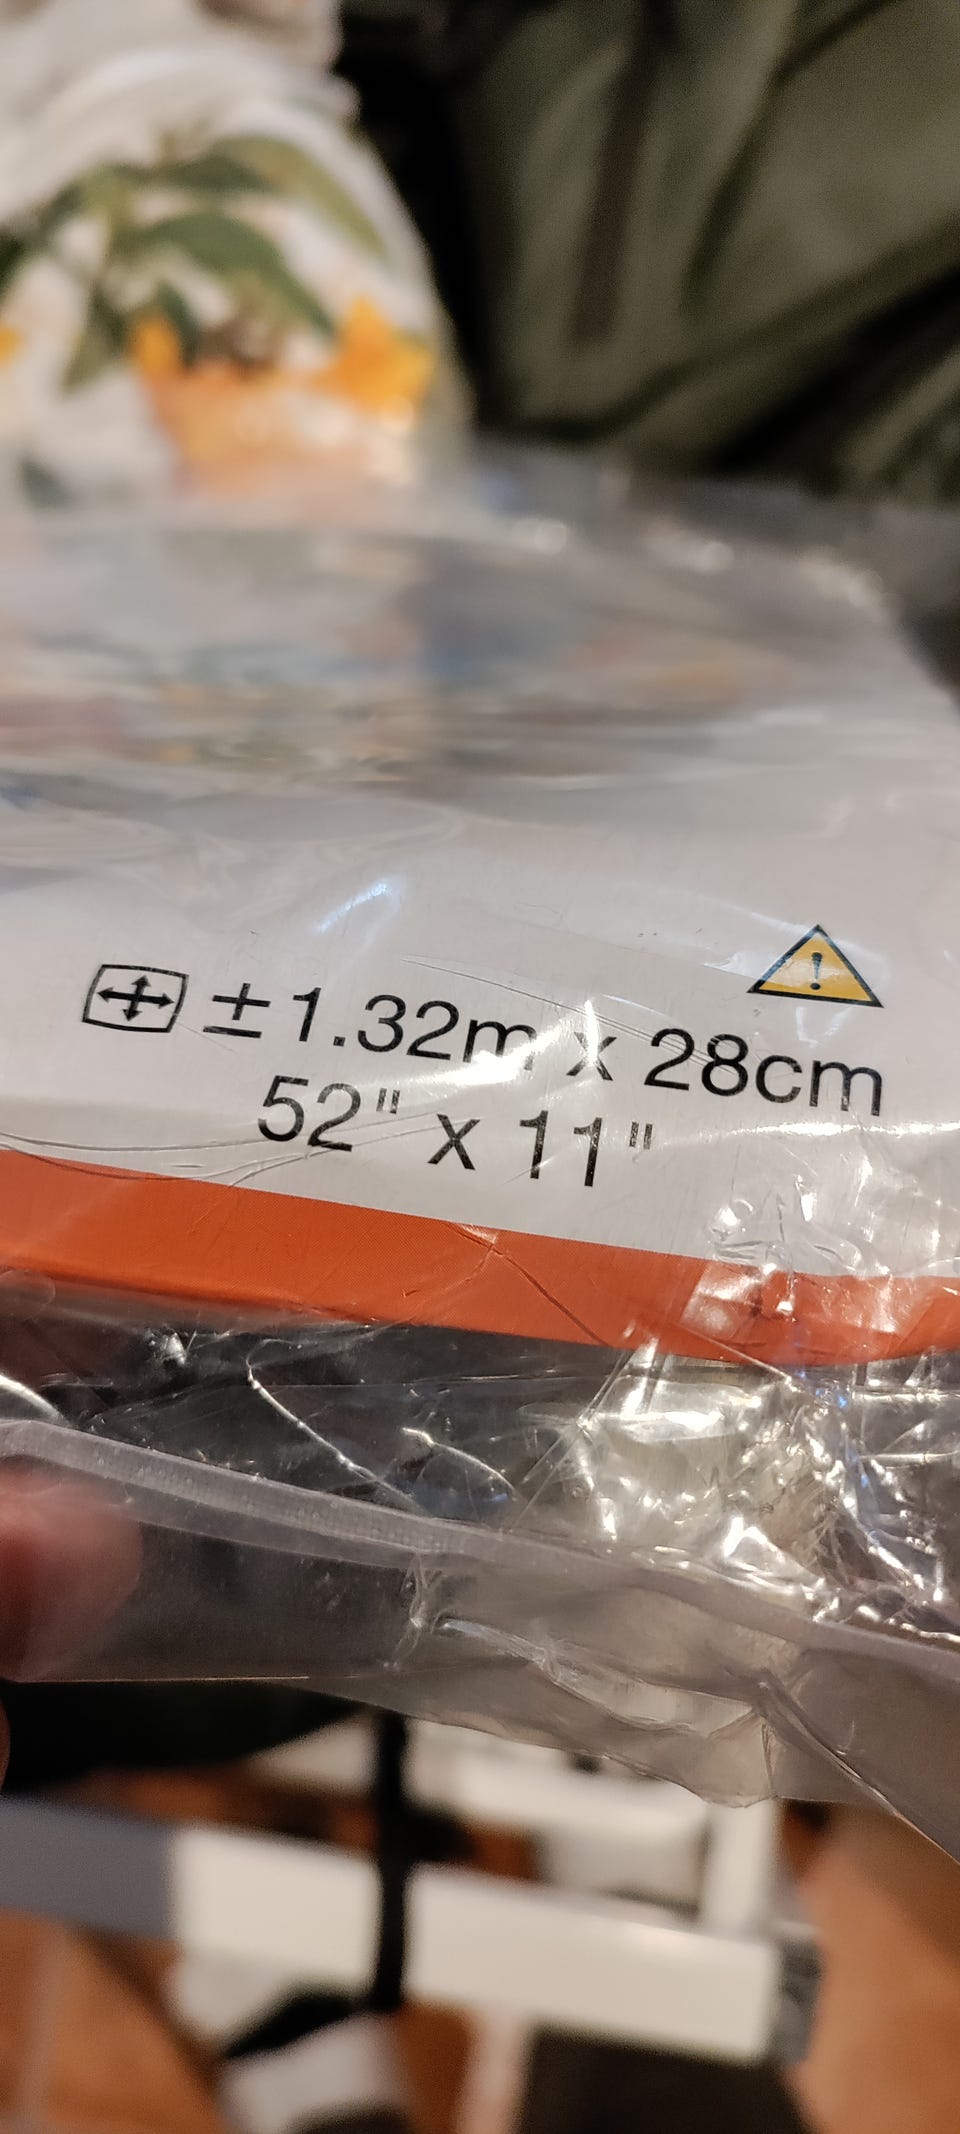 ±1.32m x 28cm
52" x 11"